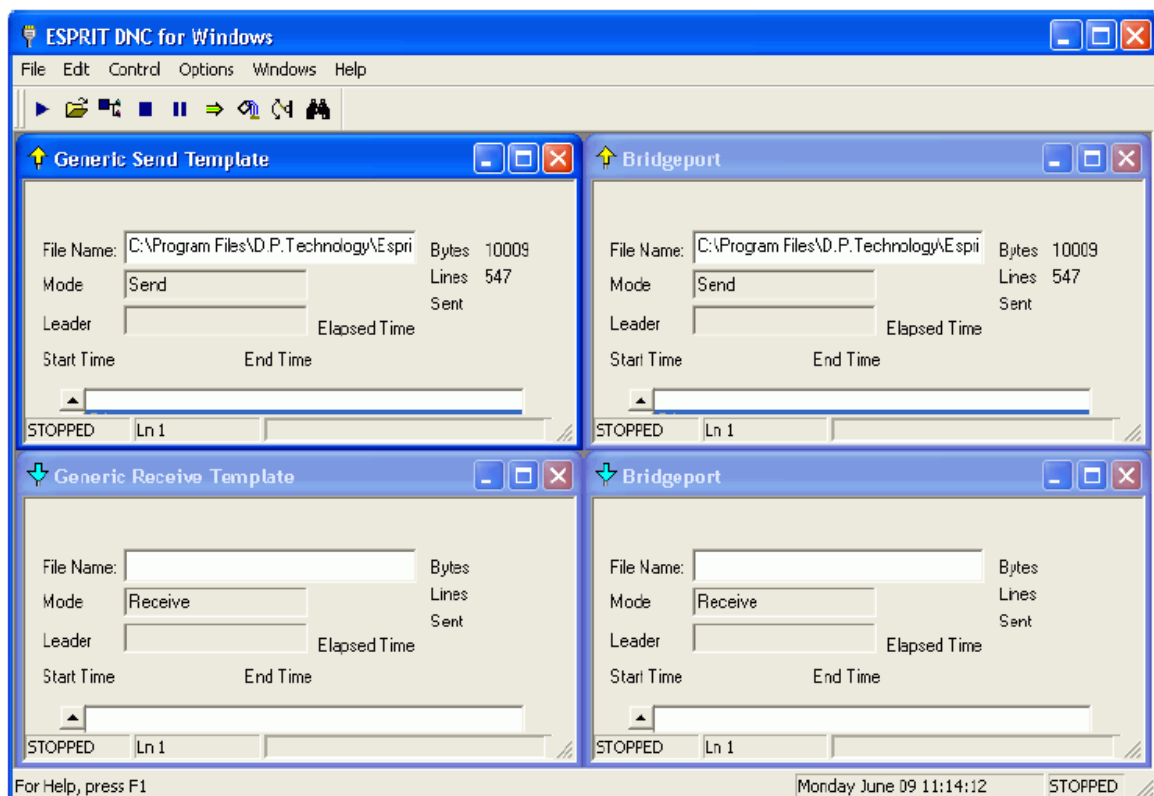 ESPRIT DNC for Windows
File Edit Control Options Windows Help
Generic Send Template
File Name: C:\Program Files\D.P.Technology\Espri Bytes 10009
Mode Send Lines 547
Sent
Leader Elapsed Time
Start Time End Time
STOPPED Ln 1
Bridgeport
File Name: C:\Program Files\D.P.Technology\Espri Bytes 10009
Mode Send Lines 547
Sent
Leader Elapsed Time
Start Time End Time
STOPPED Ln 1
Generic Receive Template
File Name: Bytes
Mode Receive Lines
Sent
Leader Elapsed Time
Start Time End Time
STOPPED Ln 1
Bridgeport
File Name: Bytes
Mode Receive Lines
Sent
Leader Elapsed Time
Start Time End Time
STOPPED Ln 1
For Help, press F1 Monday June 09 11:14:12 STOPPED